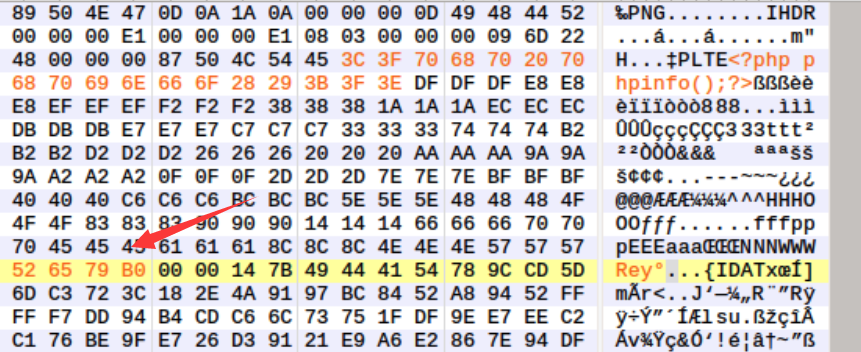 89 50 4E 47 0D 0A 1A 0A 00 00 00 0D 49 48 44 52 ‰PNG........IHDR
00 00 00 E1 00 00 00 E1 08 03 00 00 00 09 6D 22 ...á...á......m"
48 00 00 00 87 50 4C 54 45 3C 3F 70 68 70 20 70 H...‡PLTE<?php p
68 70 69 6E 66 6F 28 29 3B 3F 3E DF DF DF E8 E8 hpinfo();?>ßßßèè
E8 EF EF EF F2 F2 F2 38 38 38 1A 1A 1A EC EC EC èïïïòòò888...ììì
DB DB DB E7 E7 E7 C7 C7 C7 33 33 33 74 74 74 B2 ÛÛÛçççÇÇÇ333ttt²
B2 B2 D2 D2 D2 26 26 26 20 20 20 AA AA AA 9A 9A ²²ÒÒÒ&&&   ªªªšš
9A A2 A2 A2 0F 0F 0F 2D 2D 2D 7E 7E 7E BF BF BF š¢¢¢...---~~~¿¿¿
40 40 40 C6 C6 C6 BC BC BC 5E 5E 5E 48 48 48 4F @@@ÆÆÆ¼¼¼^^^HHHO
4F 4F 83 83 83 90 90 90 14 14 14 66 66 66 70 70 OOƒƒƒ......fffpp
70 45 45 45 61 61 61 8C 8C 8C 4E 4E 4E 57 57 57 pEEEaaaŒŒŒNNNWWW
52 65 79 B0 00 00 14 7B 49 44 41 54 78 9C CD 5D Rey°...{IDATxœÍ]
6D C3 72 3C 18 2E 4A 91 97 BC 84 52 A8 94 52 FF mÃr<..J‘—¼„R¨”Rÿ
FF F7 DD 94 B4 CD C6 6C 73 75 1F DF 9E E7 EE C2 ÿ÷Ý”´ÍÆlsu.ßžçîÂ
C1 76 BE 9F E7 26 D3 91 21 E9 A6 E2 86 7E 94 DF Áv¾Ÿç&Ó‘!é¦â†~”ß